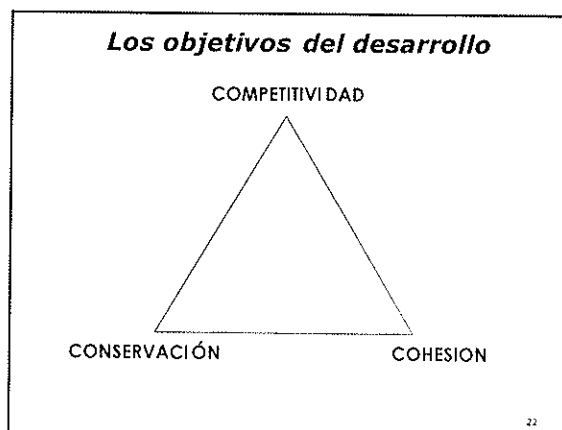 Los objetivos del desarrollo
COMPETITIVIDAD
CONSERVACIÓN
COHESION
22